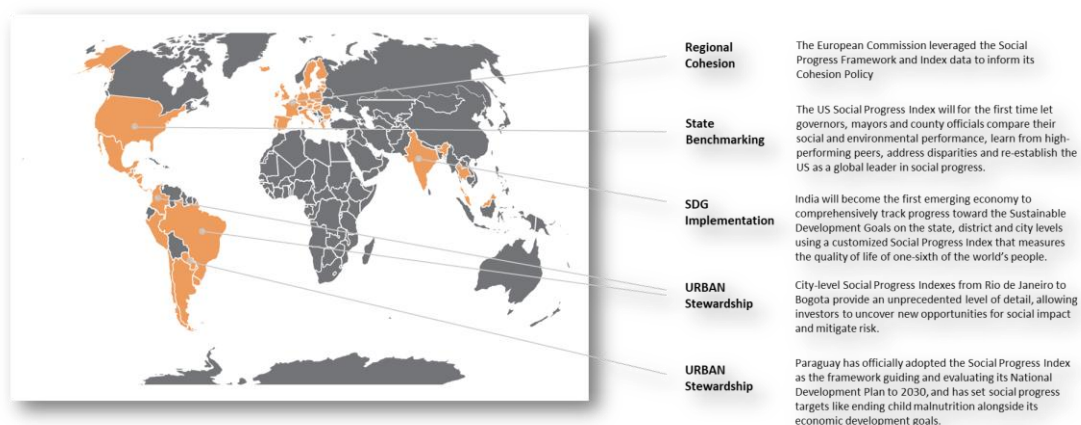 Regional
Cohesion
The European Commission leveraged the Social
Progress Framework and Index data to inform its
Cohesion Policy
State
Benchmarking
The US Social Progress Index will for the first time let
governors, mayors and county officials compare their
social and environmental performance, learn from high-
performing peers, address disparities and re-establish the
US as a global leader in social progress.
SDG
Implementation
India will become the first emerging economy to
comprehensively track progress toward the Sustainable
Development Goals on the state, district and city levels
using a customized Social Progress Index that measures
the quality of life of one-sixth of the world's people.
URBAN
Stewardship
City-level Social Progress Indexes from Rio de Janeiro to
Bogota provide an unprecedented level of detail, allowing
investors to uncover new opportunities for social impact
and mitigate risk.
URBAN
Stewardship
Paraguay has officially adopted the Social Progress Index
as the framework guiding and evaluating its National
Development Plan to 2030, and has set social progress
targets like ending child malnutrition alongside its
economic development goals.